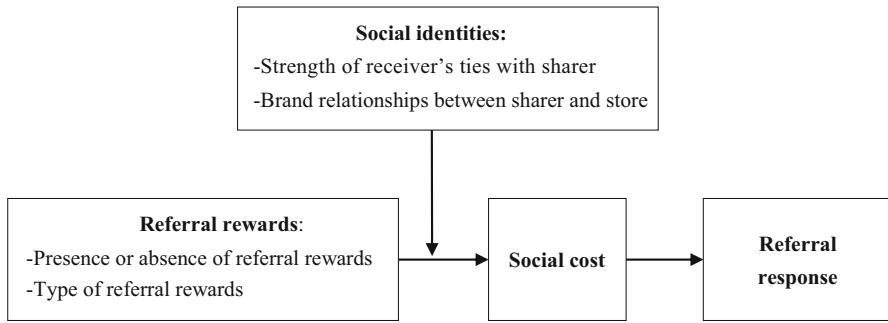 Social identities:
-Strength of receiver's ties with sharer
-Brand relationships between sharer and store
Referral rewards:
-Presence or absence of referral rewards
-Type of referral rewards
Social cost
Referral
response